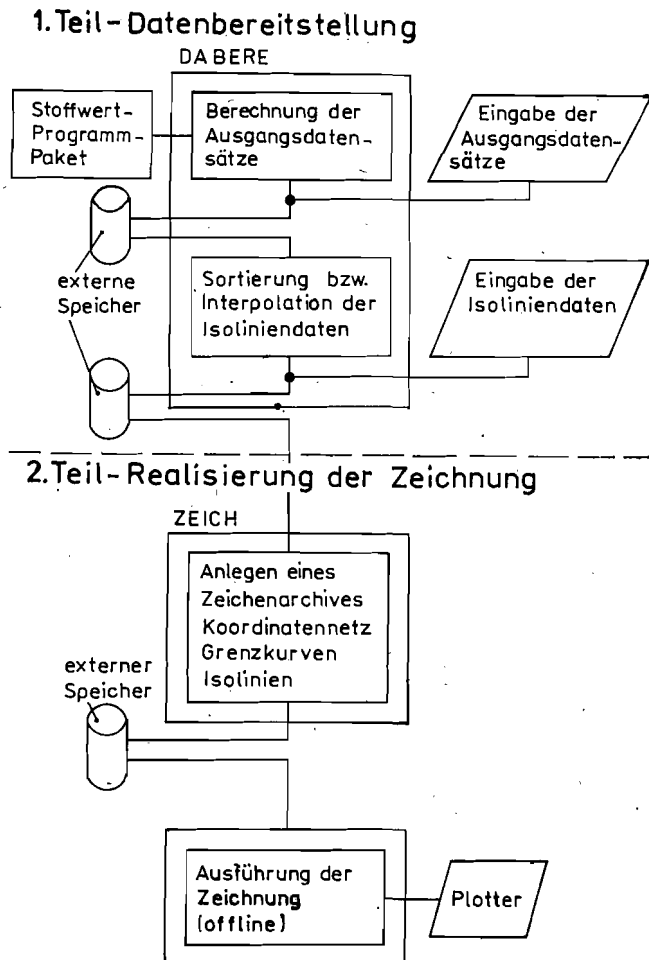 1.Teil-Datenbereitstellung
DABERE
Stoffwert-
Programm-
Paket
Berechnung der
Ausgangsdaten-
sätze
Eingabe der
Ausgangsdaten-
sätze
externe
Speicher
Sortierung bzw.
Interpolation der
Isoliniendaten
Eingabe der
Isoliniendaten
2.Teil-Realisierung der Zeichnung
ZEICH
Anlegen eines
Zeichenarchives
Koordinatennetz
Grenzkurven
Isolinien
externer
Speicher
Ausführung der
Zeichnung
(offline)
Plotter